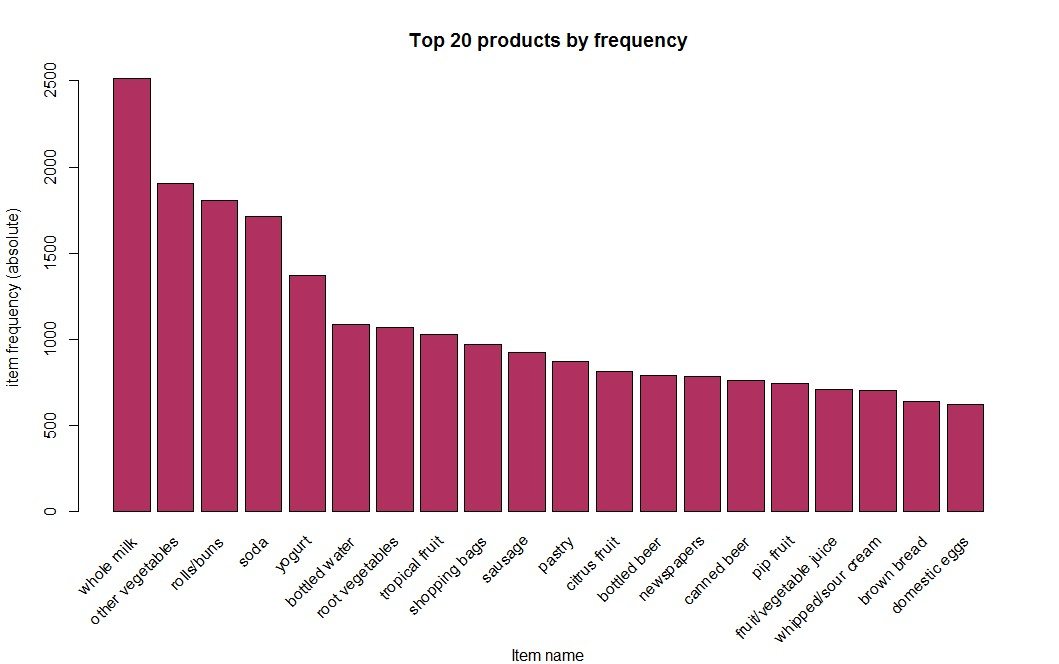 Top 20 products by frequency
item frequency (absolute)
2500
2000
1500
1000
500
0
whole milk
other vegetables
rolls/buns
soda
yogurt
bottled water
root vegetables
tropical fruit
shopping bags
sausage
pastry
citrus fruit
bottled beer
newspapers
canned beer
pip fruit
fruit/vegetable juice
whipped/sour cream
brown bread
domestic eggs
Item name